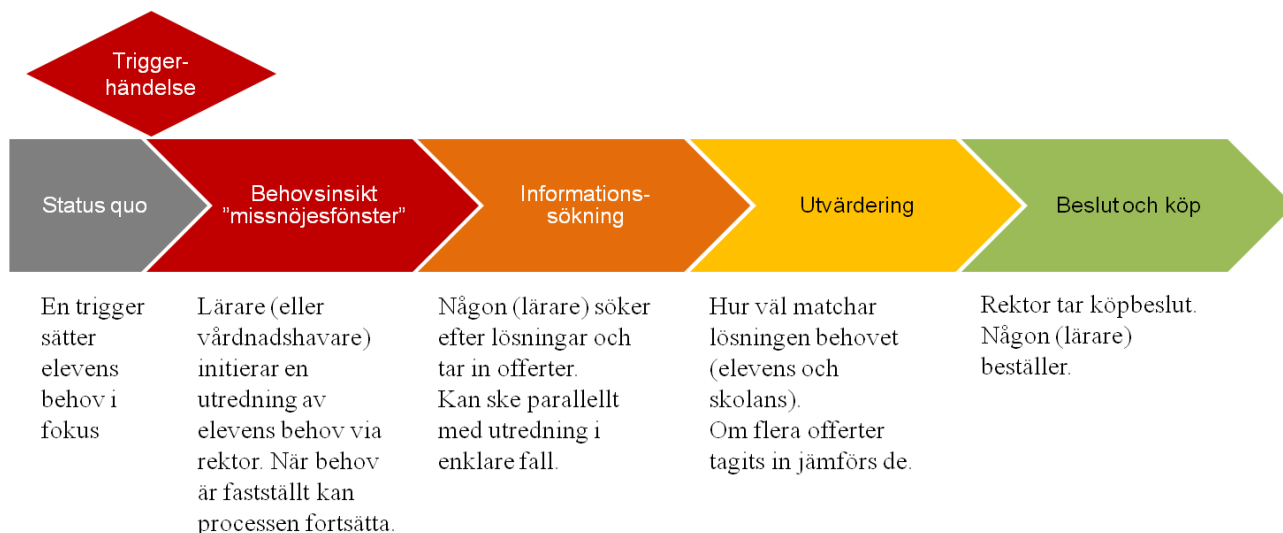 Trigger-
händelse
Status quo
Behovsinsikt
"missnöjesfönster"
Informations-
sökning
Utvärdering
Beslut och köp
En trigger
sätter
elevens
behov i
fokus
Lärare (eller
vårdnadshavare)
initierar en
utredning av
elevens behov via
rektor. När behov
är fastställt kan
processen fortsätta.
Någon (lärare) söker
efter lösningar och
tar in offerter.
Kan ske parallellt
med utredning i
enklare fall.
Hur väl matchar
lösningen behovet
(elevens och
skolans).
Om flera offerter
tagits in jämförs de.
Rektor tar köpbeslut.
Någon (lärare)
beställer.